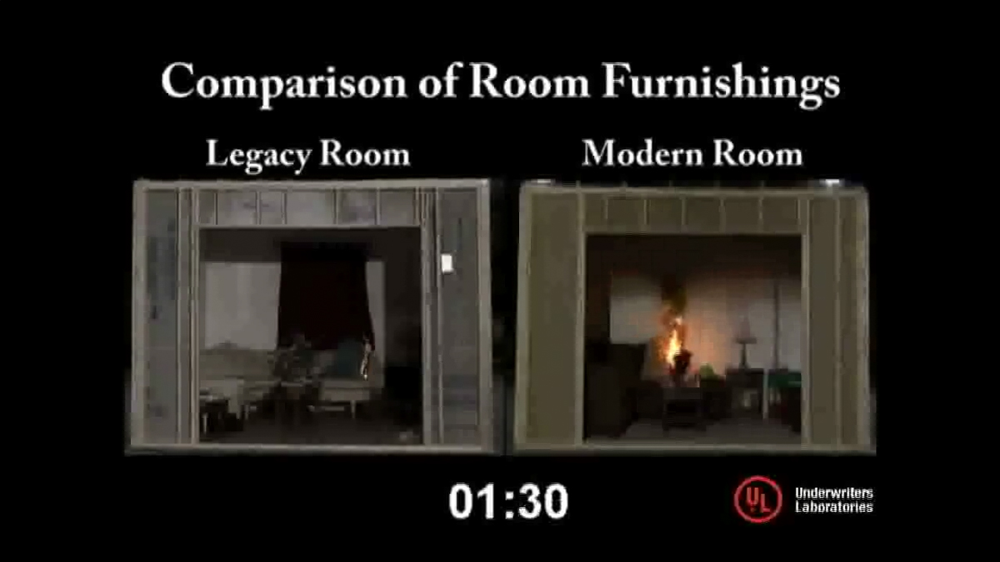 Comparison of Room Furnishings
Legacy Room
Modern Room
01:30
UL
Underwriters
Laboratories